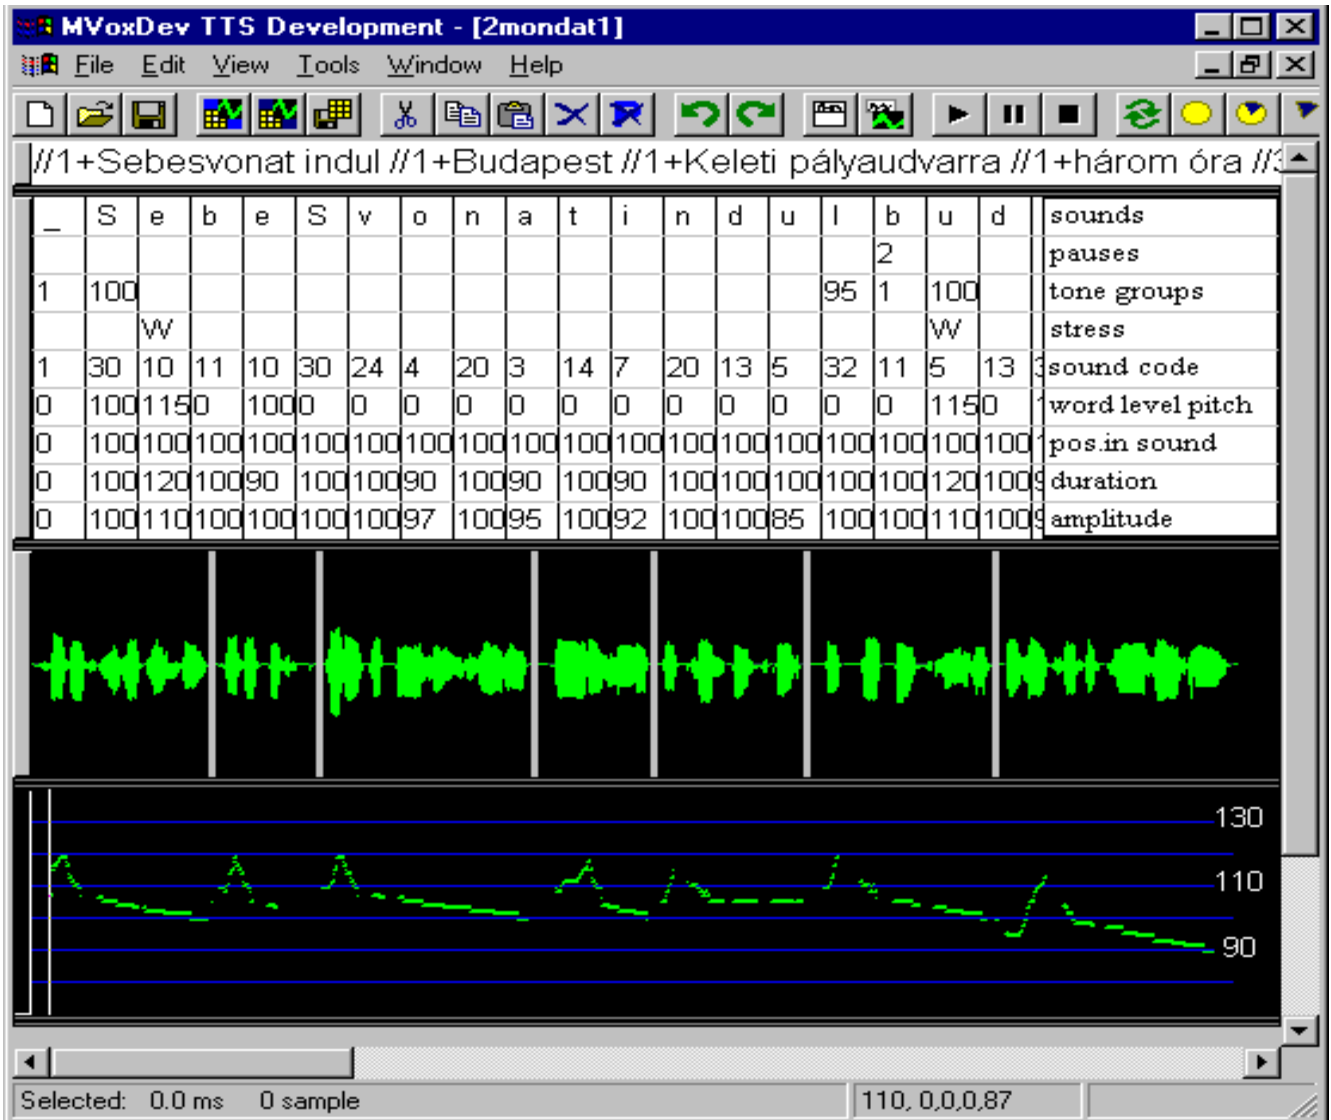 MVoxDev TTS Development - [2mondat1]
File Edit View Tools Window Help
//1+Sebesvonat indul //1+Budapest //1+Keleti pályaudvarra //1+három óra //3
_ S e b e S v o n a t i n d u l b u d sounds
2 pauses
1 100 95 1 100 tone groups
W W stress
1 30 10 11 10 30 24 4 20 3 14 7 20 13 5 32 11 5 13 sound code
0 100 115 0 100 0 0 0 0 0 0 0 0 0 0 0 0 115 0 word level pitch
0 100 100 100 100 100 100 100 100 100 100 100 100 100 100 100 100 100 100 pos.in sound
0 100 120 100 90 100 100 90 100 90 100 90 100 100 100 100 100 120 100 duration
0 100 110 100 100 100 100 97 100 95 100 92 100 100 85 100 100 110 100 amplitude
130
110
90
Selected: 0.0 ms 0 sample 110, 0,0,0,87